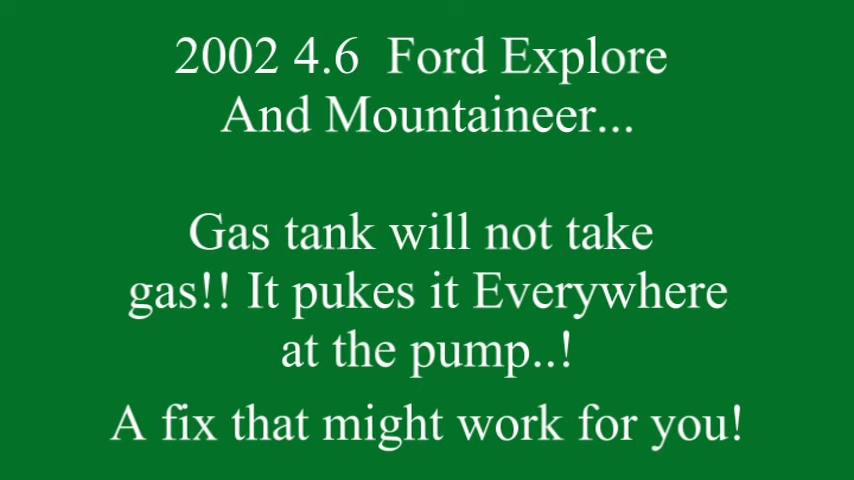 2002 4.6  Ford Explore
And Mountaineer...
Gas tank will not take
gas!! It pukes it Everywhere
at the pump..!
A fix that might work for you!